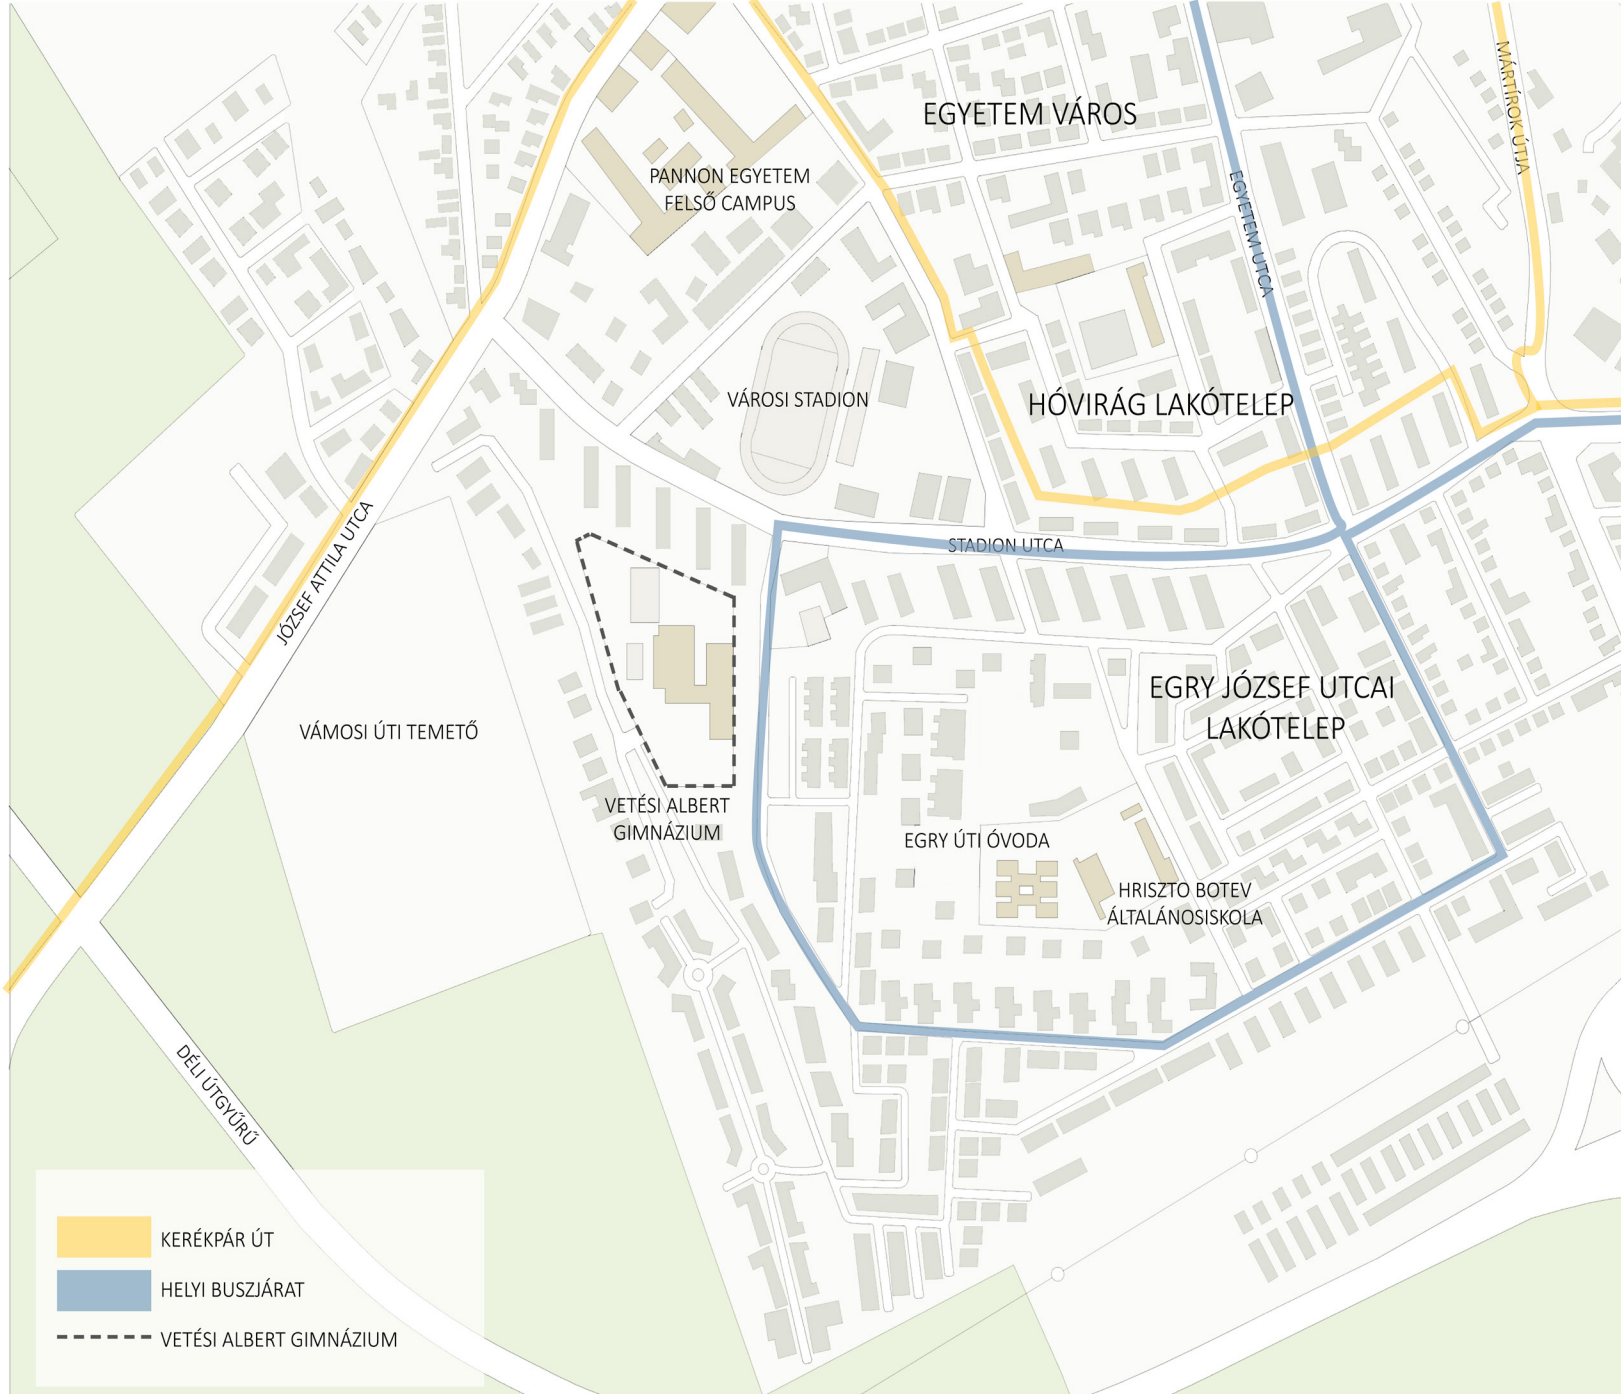 MÁRTÍROK ÚTJA
EGYETEM VÁROS
PANNON EGYETEM
FELSŐ CAMPUS
EGYETEM UTCA
VÁROSI STADION
HÓVIRÁG LAKÓTELEP
JÓZSEF ATTILA UTCA
STADION UTCA
EGRY JÓZSEF UTCAI
LAKÓTELEP
VÁMOSI ÚTI TEMETŐ
VETÉSI ALBERT
GIMNÁZIUM
EGRY ÚTI ÓVODA
HRISZTO BOTEV
ÁLTALÁNOSISKOLA
DÉLI ÚTGYŰRŰ
KERÉKPÁR ÚT
HELYI BUSZJÁRAT
VETÉSI ALBERT GIMNÁZIUM